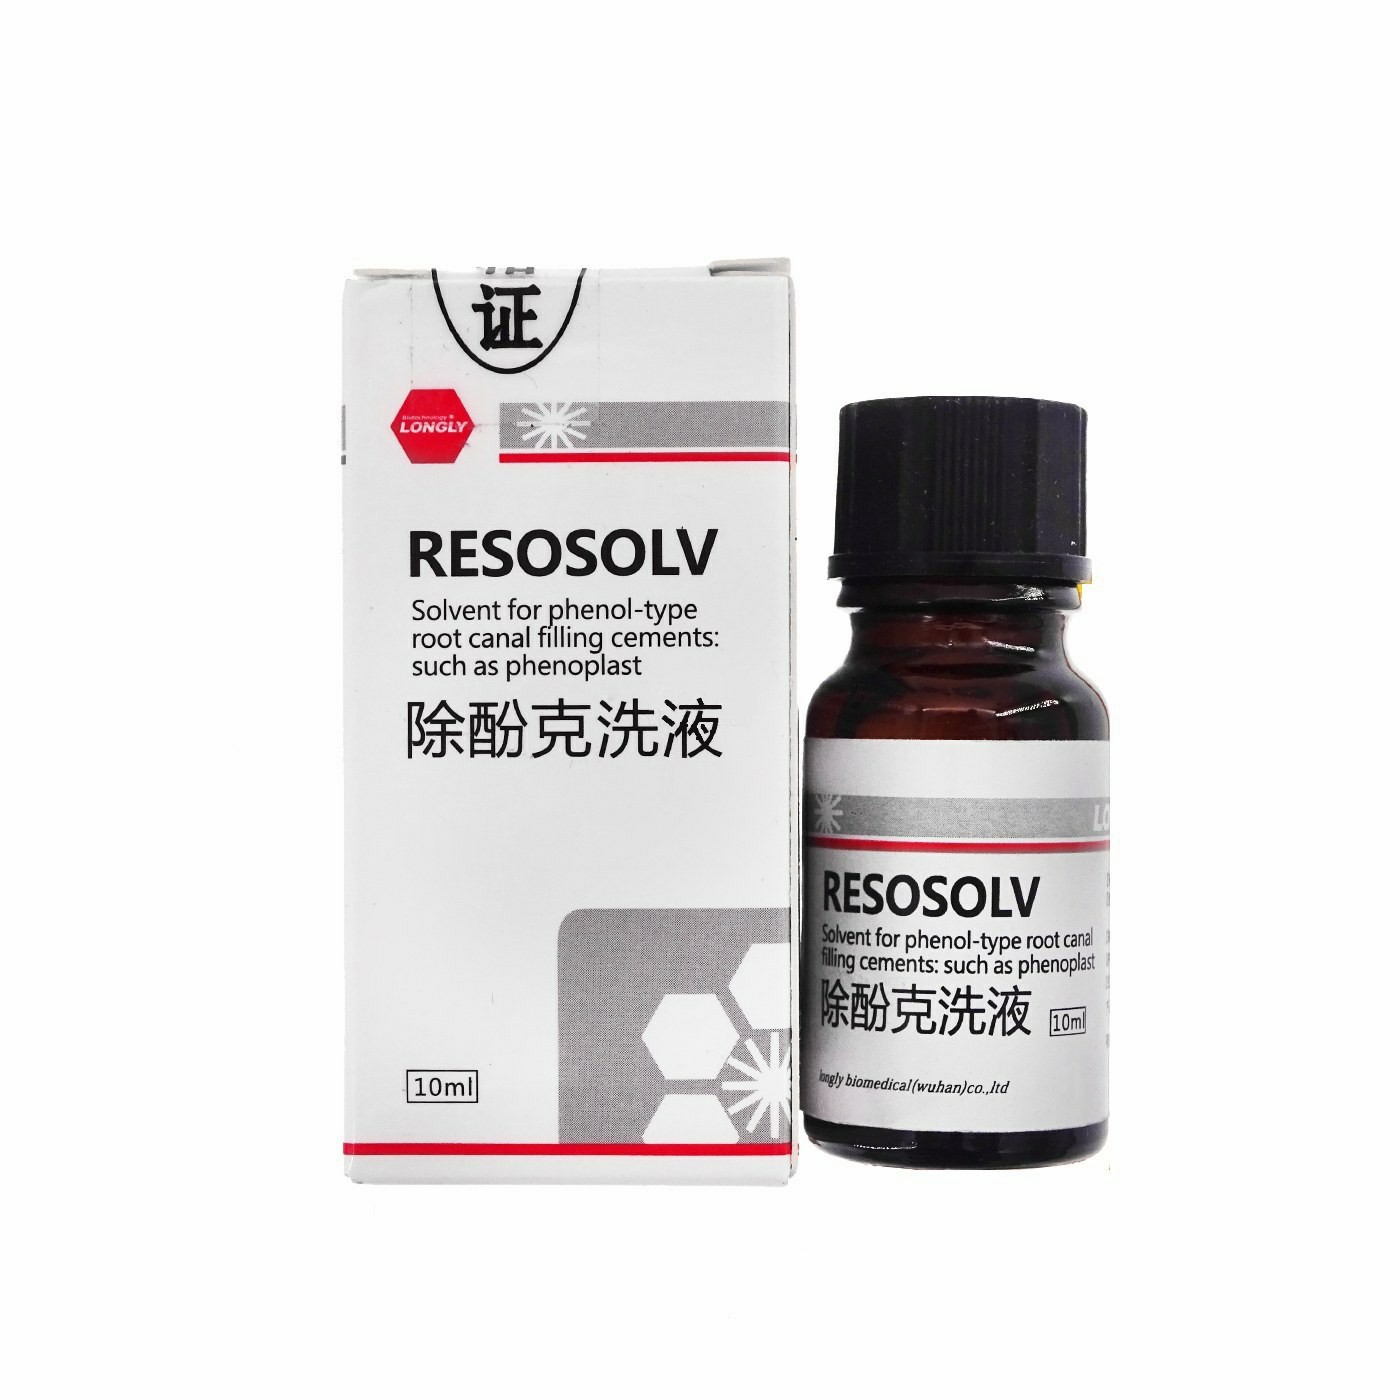 证
Biotechnology ®
LONGLY
RESOSOLV
Solvent for phenol-type
root canal filling cements:
such as phenoplast
除酚克洗液
10ml
RESOSOLV
Solvent for phenol-type root canal
filling cements: such as phenoplast
除酚克洗液
10ml
longly biomedical(wuhan)co.,ltd